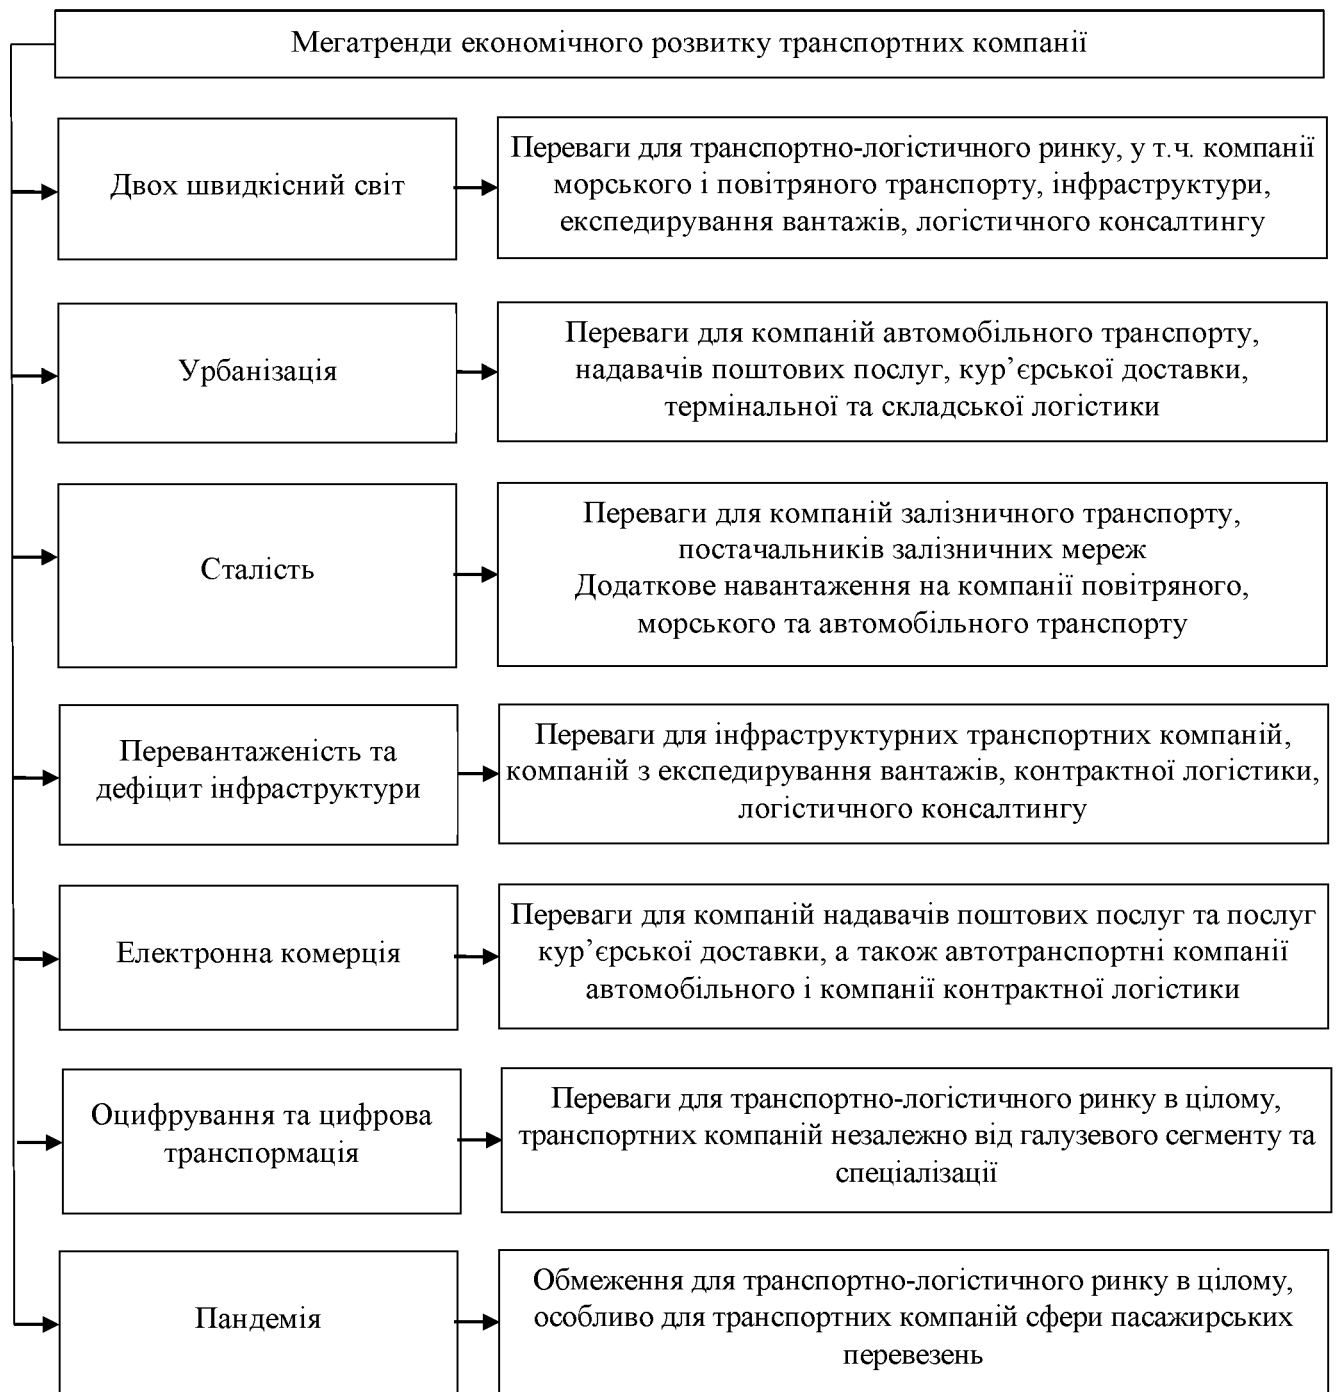 Мегатренди економічного розвитку транспортних компанії
Двох швидкісний світ
Переваги для транспортно-логістичного ринку, у т.ч. компанії
морського і повітряного транспорту, інфраструктури,
експедирування вантажів, логістичного консалтингу
Урбанізація
Переваги для компаній автомобільного транспорту,
надавачів поштових послуг, кур’єрської доставки,
термінальної та складської логістики
Сталість
Переваги для компаній залізничного транспорту,
постачальників залізничних мереж
Додаткове навантаження на компанії повітряного,
морського та автомобільного транспорту
Перевантаженість та
дефіцит інфраструктури
Переваги для інфраструктурних транспортних компаній,
компаній з експедирування вантажів, контрактної логістики,
логістичного консалтингу
Електронна комерція
Переваги для компаній надавачів поштових послуг та послуг
кур’єрської доставки, а також автотранспортні компанії
автомобільного і компанії контрактної логістики
Оцифрування та цифрова
транспормація
Переваги для транспортно-логістичного ринку в цілому,
транспортних компаній незалежно від галузевого сегменту та
спеціалізації
Пандемія
Обмеження для транспортно-логістичного ринку в цілому,
особливо для транспортних компаній сфери пасажирських
перевезень